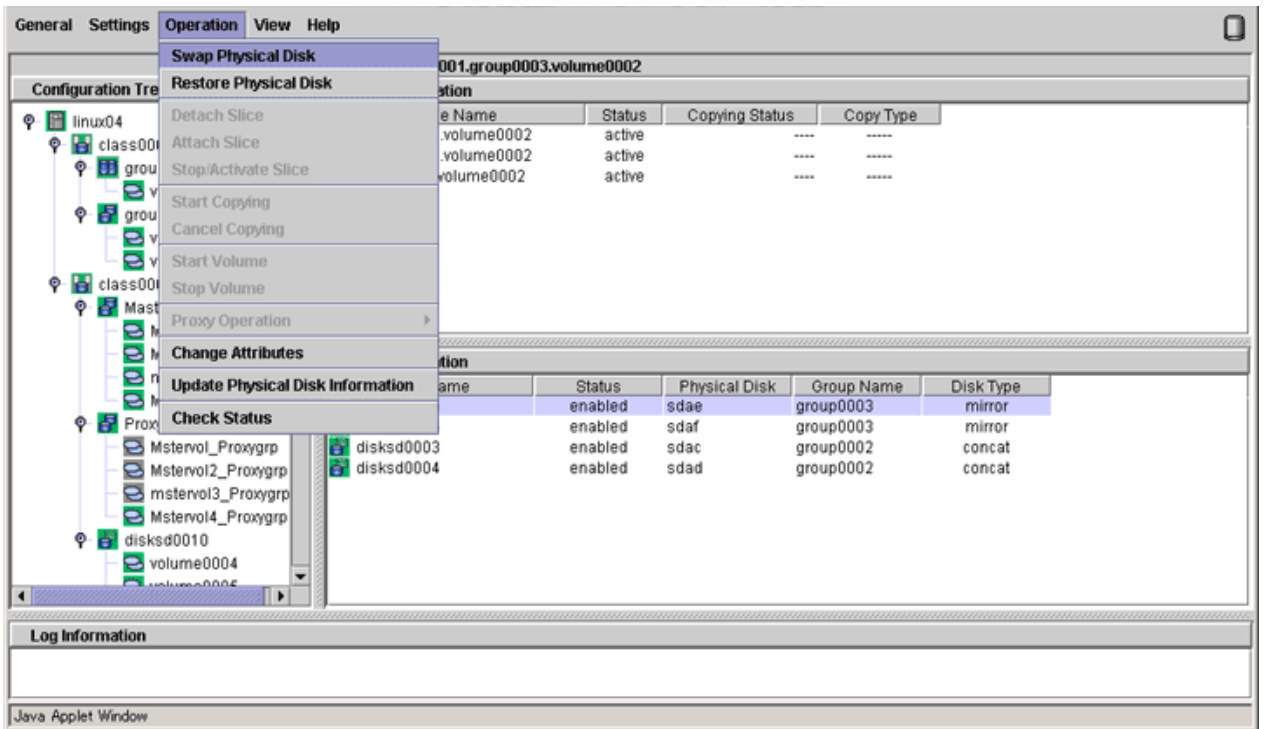 General Settings Operation View Help
Swap Physical Disk
Restore Physical Disk
Detach Slice
Attach Slice
Stop/Activate Slice
Start Copying
Cancel Copying
Start Volume
Stop Volume
Proxy Operation
Change Attributes
Update Physical Disk Information
Check Status
001.group0003.volume0002
Configuration Tre
linux04
class00
grou
v
grou
v
v
class000
Mast
M
M
n
M
Prox
Mstervol_Proxygrp
Mstervol2_Proxygrp
mstervol3_Proxygrp
Mstervol4_Proxygrp
disksd0010
volume0004
ation
e Name Status Copying Status Copy Type
.volume0002 active ---- -----
.volume0002 active ---- -----
volume0002 active ---- -----
ation
ame Status Physical Disk Group Name Disk Type
enabled sdae group0003 mirror
enabled sdaf group0003 mirror
disksd0003 enabled sdac group0002 concat
disksd0004 enabled sdad group0002 concat
Log Information
Java Applet Window